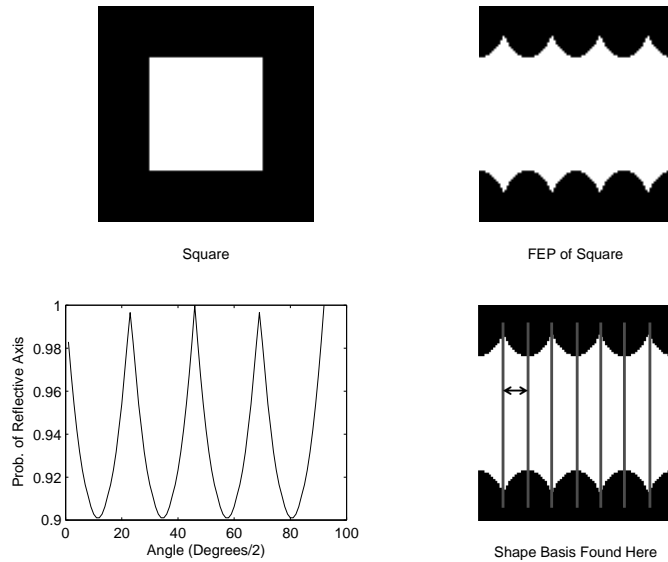 Square
FEP of Square
1
0.98
0.96
0.94
0.92
0.9
Prob. of Reflective Axis
0
20
40
60
80
100
Angle (Degrees/2)
Shape Basis Found Here